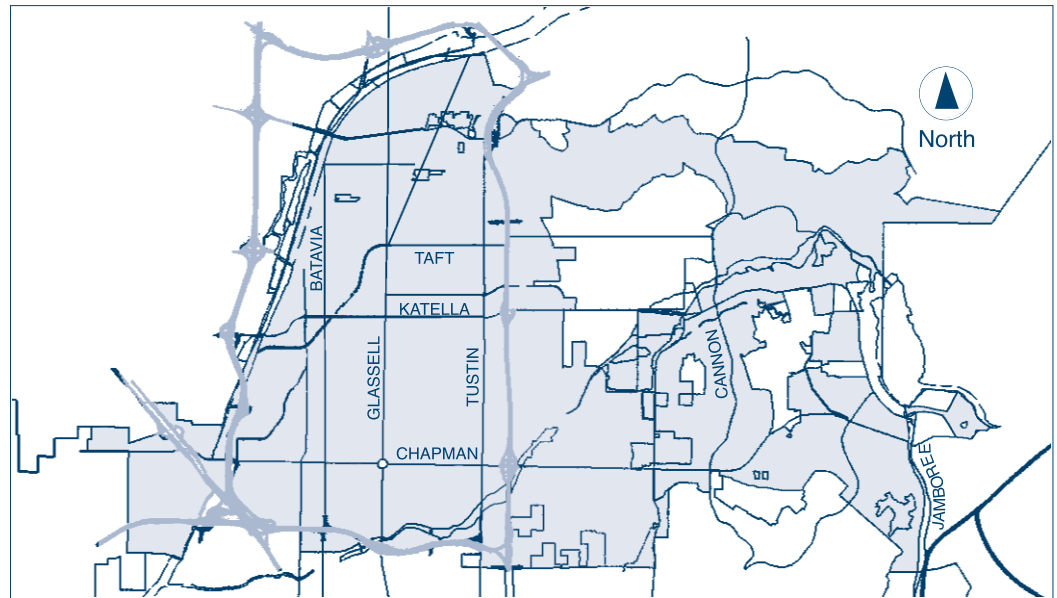 North
BATAVIA
TAFT
KATELLA
GLASSELL
TUSTIN
CANNON
CHAPMAN
JAMBOREE